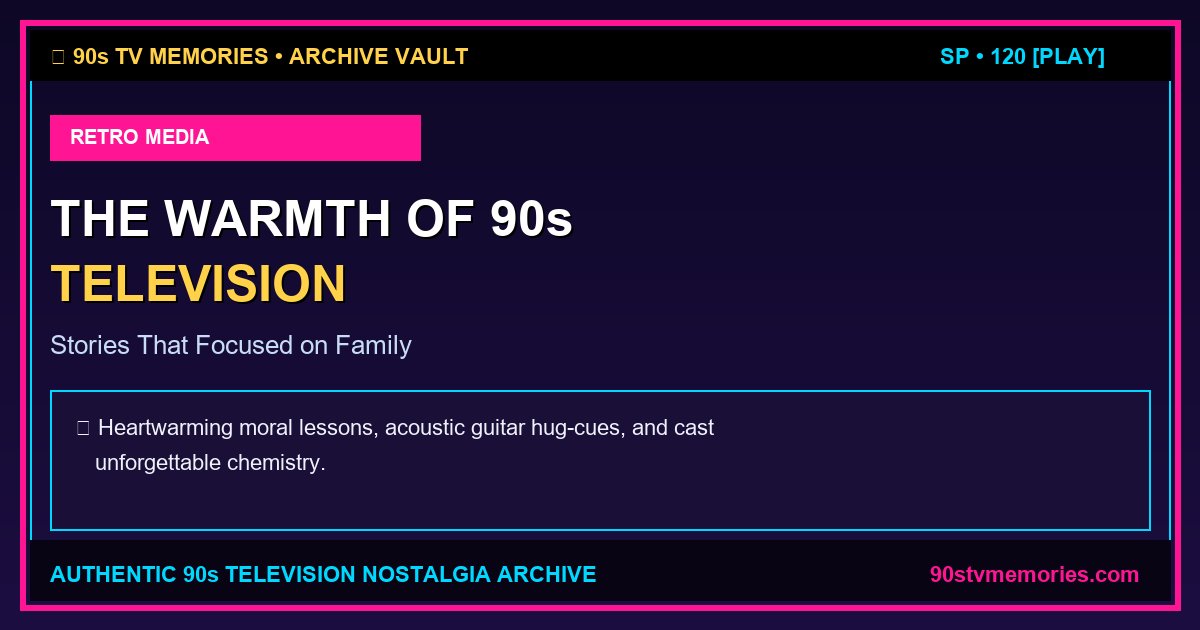 90s TV MEMORIES • ARCHIVE VAULT
SP • 120 [PLAY]
RETRO MEDIA
THE WARMTH OF 90s
TELEVISION
Stories That Focused on Family
Heartwarming moral lessons, acoustic guitar hug-cues, and cast
unforgettable chemistry.
AUTHENTIC 90s TELEVISION NOSTALGIA ARCHIVE
90stvmemories.com